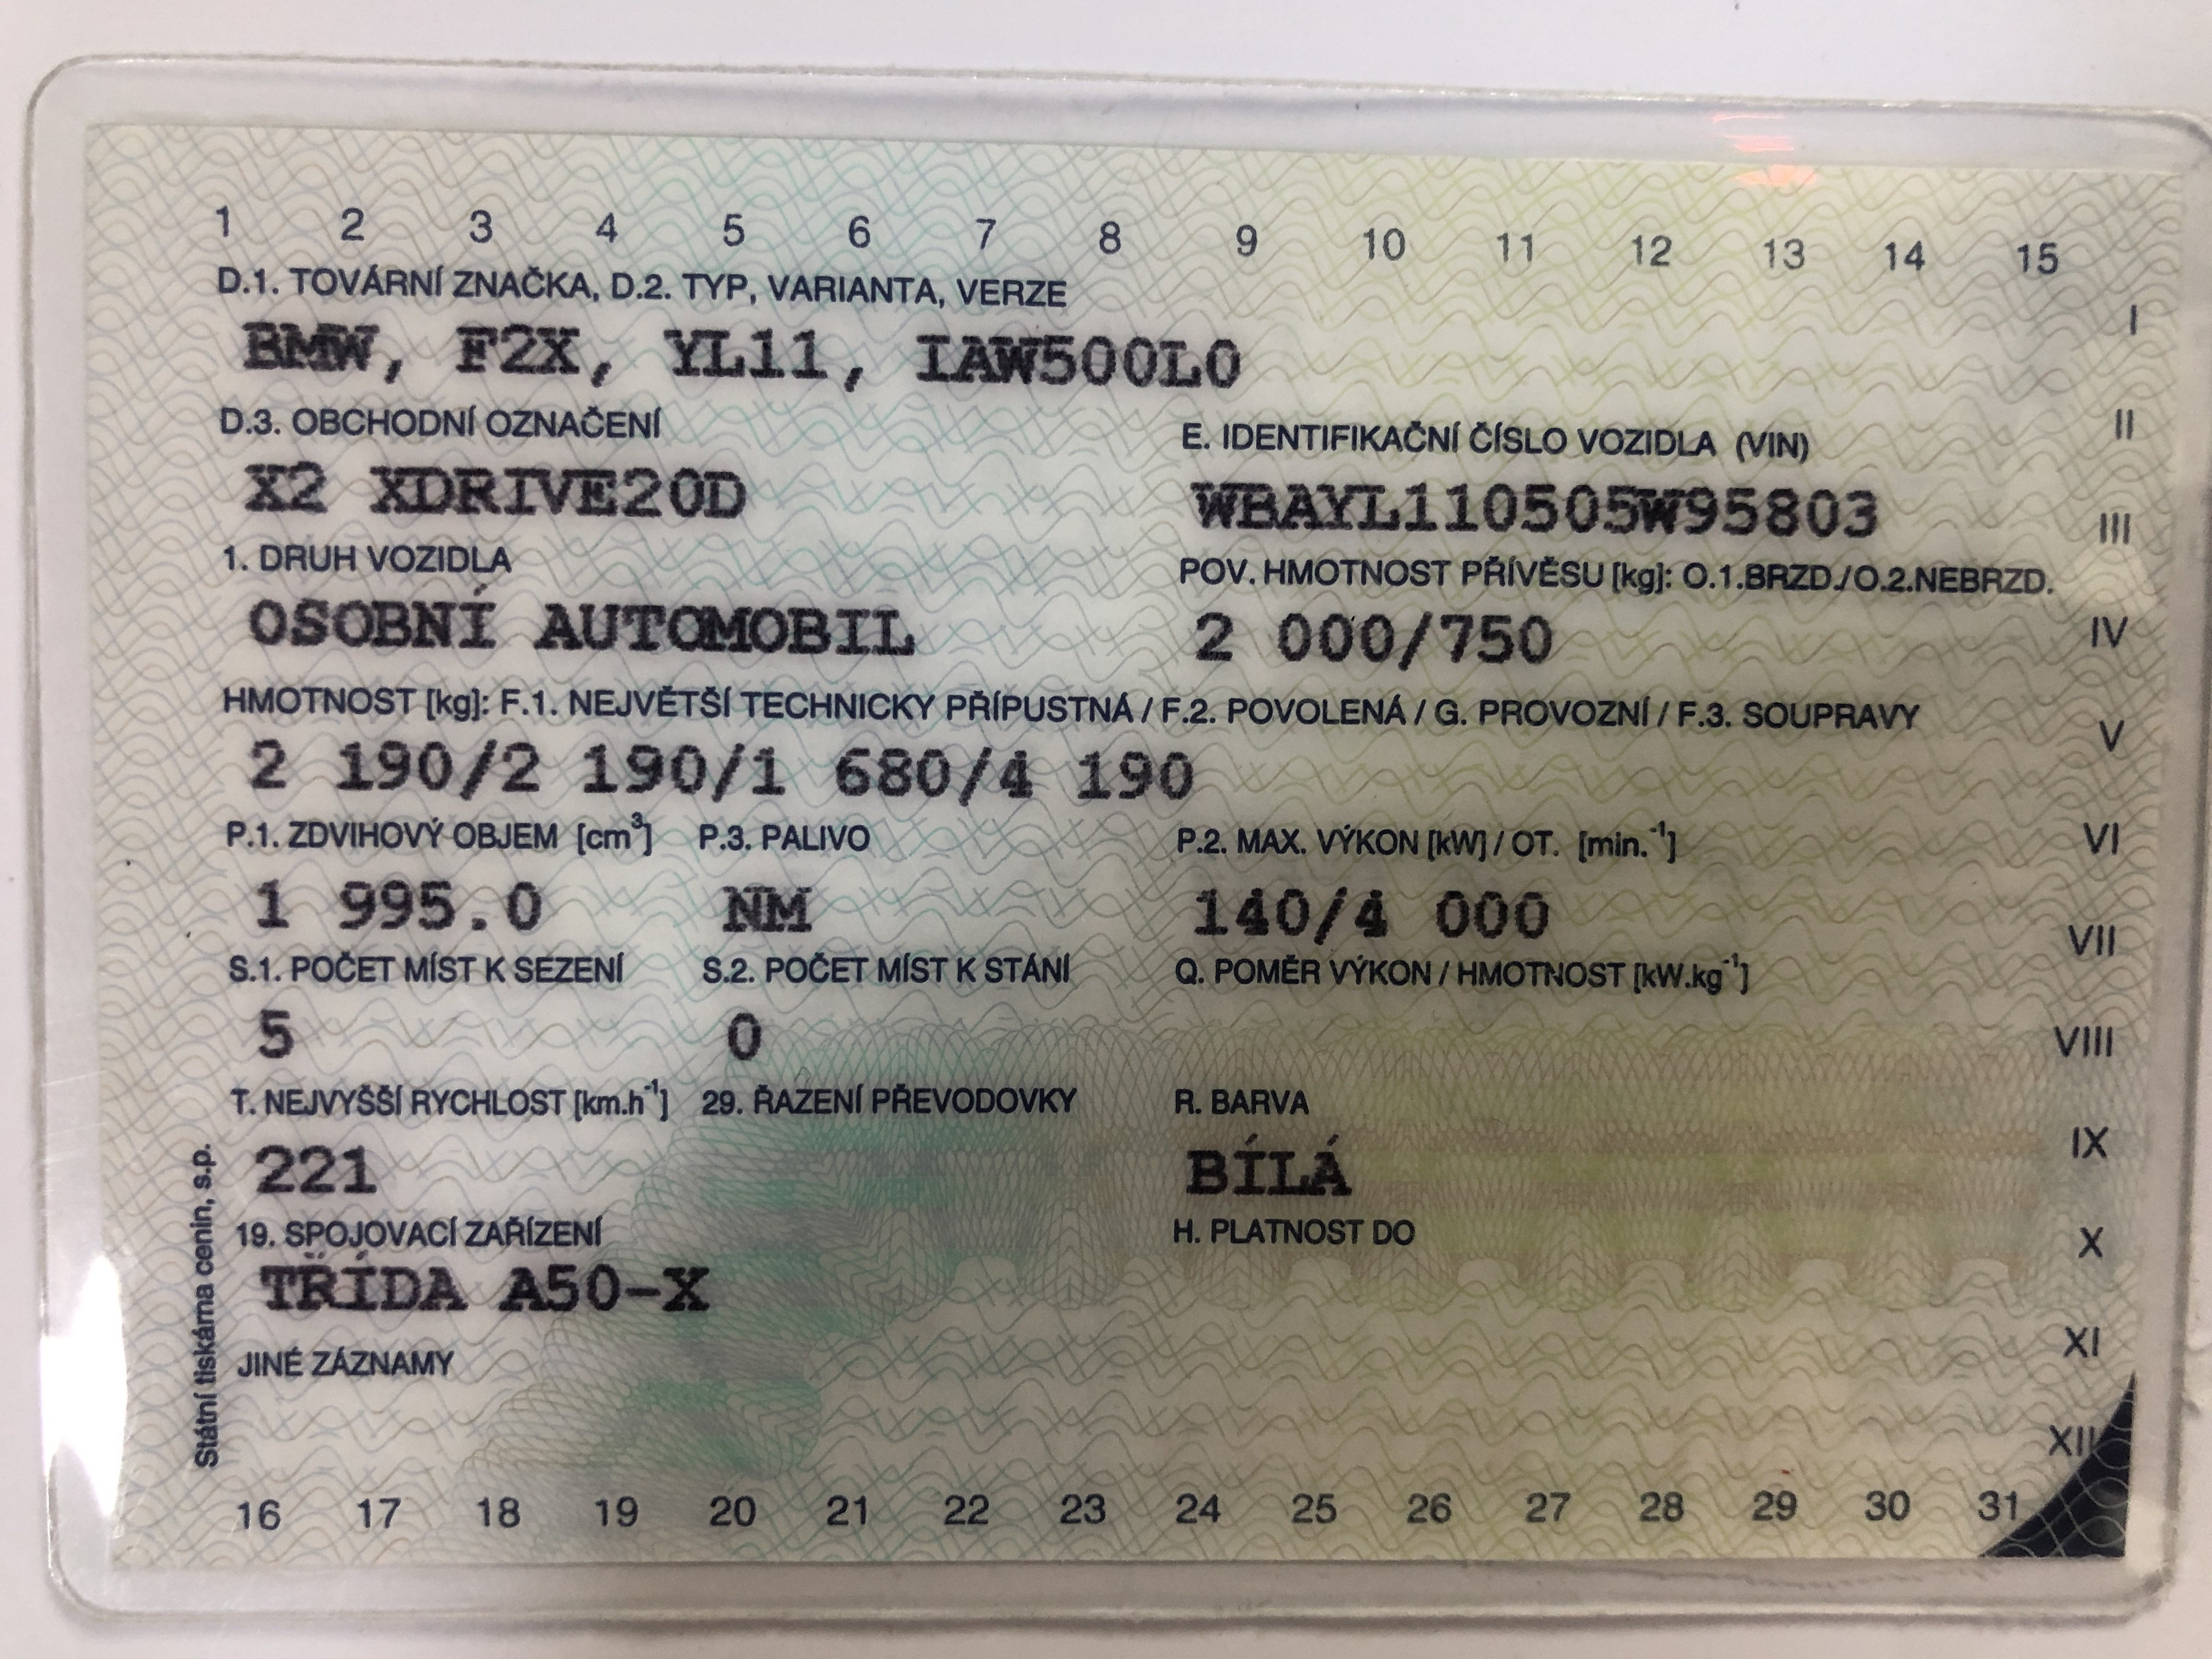 1 2 3 4 5 6 7 8 9 10 11 12 13 14 15
D.1. TOVÁRNÍ ZNAČKA, D.2. TYP, VARIANTA, VERZE
I
BMW, F2X, YL11, IAW500L0
D.3. OBCHODNÍ OZNAČENÍ
E. IDENTIFIKAČNÍ ČÍSLO VOZIDLA (VIN)
II
X2 XDRIVE20D
WBAYL110505W95803
III
1. DRUH VOZIDLA
POV. HMOTNOST PŘÍVĚSU [kg]: O.1.BRZD./O.2.NEBRZD.
OSOBNÍ AUTOMOBIL
2 000/750
IV
HMOTNOST [kg]: F.1. NEJVĚTŠÍ TECHNICKY PŘÍPUSTNÁ / F.2. POVOLENÁ / G. PROVOZNÍ / F.3. SOUPRAVY
V
2 190/2 190/1 680/4 190
P.1. ZDVIHOVÝ OBJEM [cm³]
P.3. PALIVO
P.2. MAX. VÝKON [kW] / OT. [min.⁻¹]
VI
1 995.0
NM
140/4 000
VII
S.1. POČET MÍST K SEZENÍ
S.2. POČET MÍST K STÁNÍ
Q. POMĚR VÝKON / HMOTNOST [kW.kg⁻¹]
5
0
VIII
T. NEJVYŠŠÍ RYCHLOST [km.h⁻¹]
29. ŘAZENÍ PŘEVODOVKY
R. BARVA
IX
221
BÍLÁ
19. SPOJOVACÍ ZAŘÍZENÍ
H. PLATNOST DO
X
TŘÍDA A50-X
XI
JINÉ ZÁZNAMY
XII
Státní tiskárna cenin, s.p.
16 17 18 19 20 21 22 23 24 25 26 27 28 29 30 31